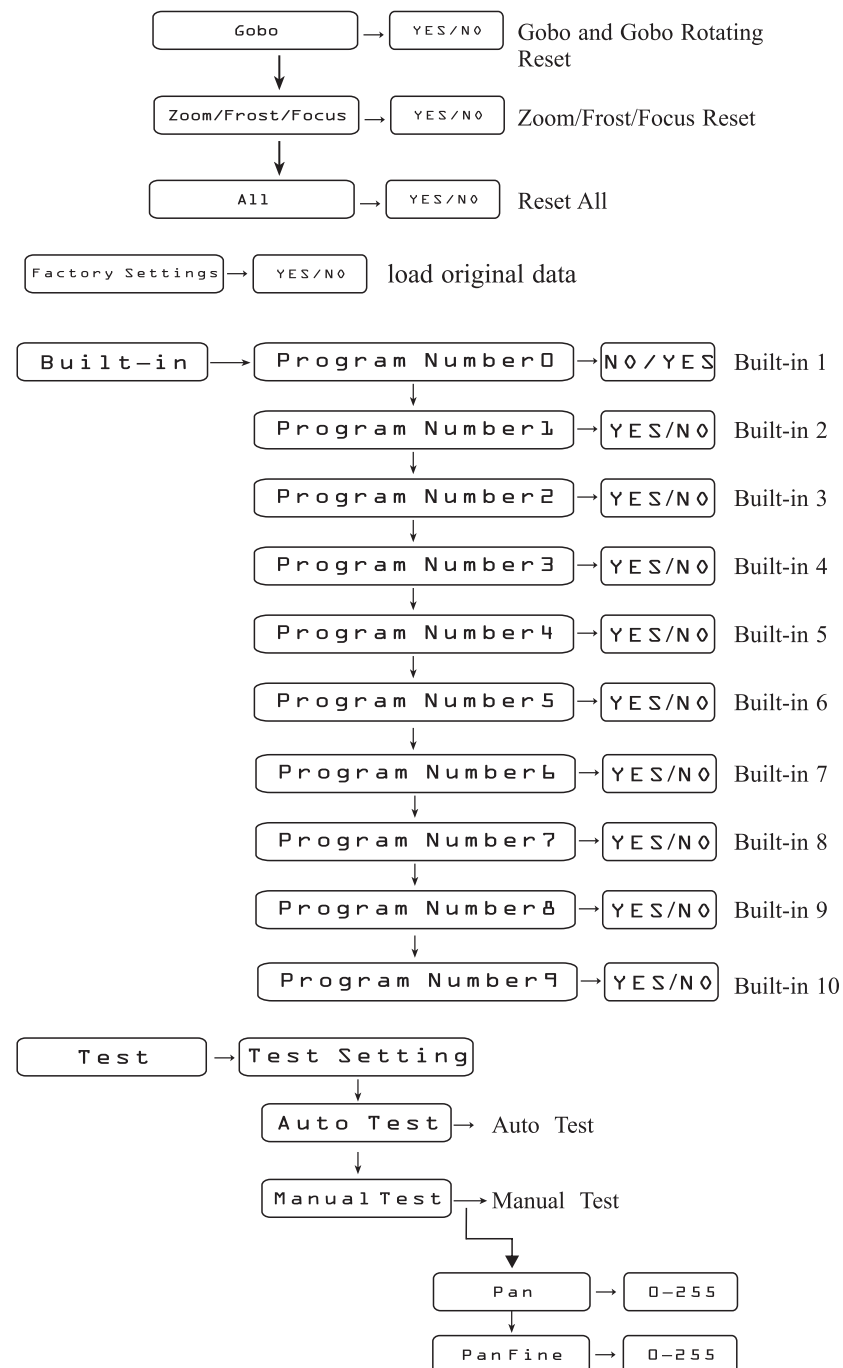 Gobo YES/NO Gobo and Gobo Rotating
Reset
Zoom/Frost/Focus YES/NO Zoom/Frost/Focus Reset
All YES/NO Reset All
Factory Settings YES/NO load original data
Built-in Program Number0 NO/YES Built-in 1
Program Number1 YES/NO Built-in 2
Program Number2 YES/NO Built-in 3
Program Number3 YES/NO Built-in 4
Program Number4 YES/NO Built-in 5
Program Number5 YES/NO Built-in 6
Program Number6 YES/NO Built-in 7
Program Number7 YES/NO Built-in 8
Program Number8 YES/NO Built-in 9
Program Number9 YES/NO Built-in 10
Test Test Setting
Auto Test Auto Test
Manual Test Manual Test
Pan 0-255
Pan Fine 0-255